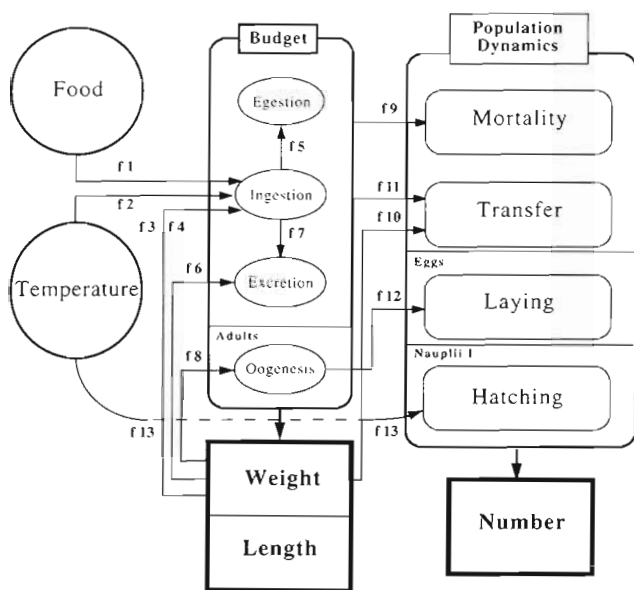 Food
Temperature
f1
f2
f3 f4
f6
f8
f13
Budget
Egestion
f5
Ingestion
f7
Excretion
Adults
Oogenesis
Weight
Length
Population
Dynamics
f9
Mortality
f11
f10
Transfer
Eggs
f12
Laying
Nauplii I
Hatching
f13
Number